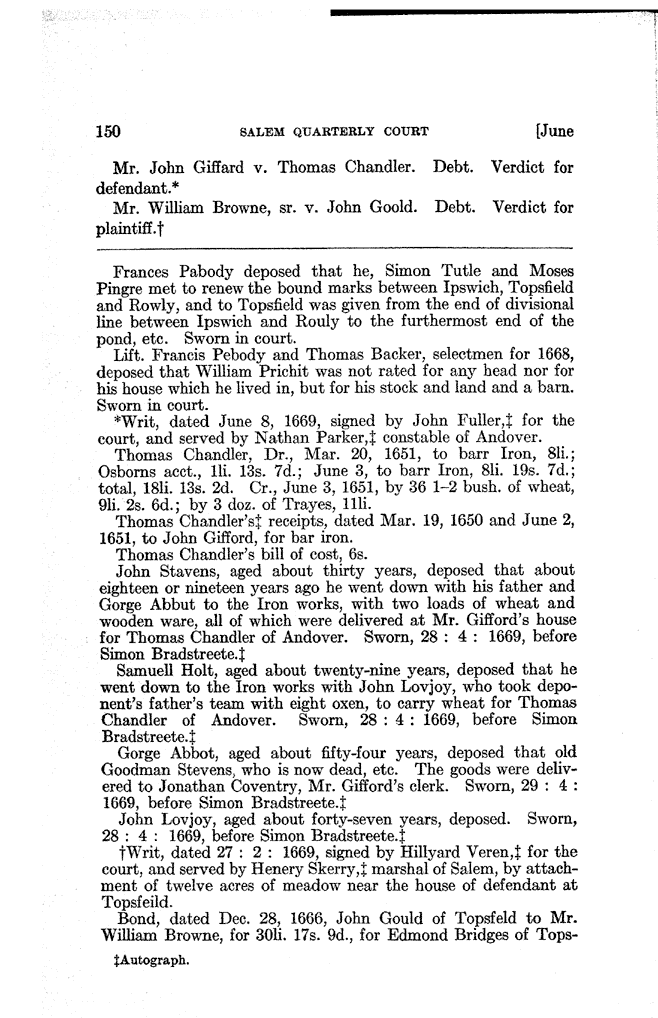 150 SALEM QUARTERLY COURT [June
Mr. John Giffard v. Thomas Chandler. Debt. Verdict for
defendant.*
Mr. William Browne, sr. v. John Goold. Debt. Verdict for
plaintiff.†
Frances Pabody deposed that he, Simon Tutle and Moses
Pingre met to renew the bound marks between Ipswich, Topsfield
and Rowly, and to Topsfield was given from the end of divisional
line between Ipswich and Rouly to the furthermost end of the
pond, etc. Sworn in court.
Lift. Francis Pebody and Thomas Backer, selectmen for 1668,
deposed that William Prichit was not rated for any head nor for
his house which he lived in, but for his stock and land and a barn.
Sworn in court.
*Writ, dated June 8, 1669, signed by John Fuller,‡ for the
court, and served by Nathan Parker,‡ constable of Andover.
Thomas Chandler, Dr., Mar. 20, 1651, to barr Iron, 8li.;
Osborns acct., 1li. 13s. 7d.; June 3, to barr Iron, 8li. 19s. 7d.;
total, 18li. 13s. 2d. Cr., June 3, 1651, by 36 1-2 bush. of wheat,
9li. 2s. 6d.; by 3 doz. of Trayes, 11li.
Thomas Chandler's‡ receipts, dated Mar. 19, 1650 and June 2,
1651, to John Gifford, for bar iron.
Thomas Chandler's bill of cost, 6s.
John Stavens, aged about thirty years, deposed that about
eighteen or nineteen years ago he went down with his father and
Gorge Abbut to the Iron works, with two loads of wheat and
wooden ware, all of which were delivered at Mr. Gifford's house
for Thomas Chandler of Andover. Sworn, 28 : 4 : 1669, before
Simon Bradstreete.‡
Samuell Holt, aged about twenty-nine years, deposed that he
went down to the Iron works with John Lovjoy, who took depo-
nent's father's team with eight oxen, to carry wheat for Thomas
Chandler of Andover. Sworn, 28 : 4 : 1669, before Simon
Bradstreete.‡
Gorge Abbot, aged about fifty-four years, deposed that old
Goodman Stevens, who is now dead, etc. The goods were deliv-
ered to Jonathan Coventry, Mr. Gifford's clerk. Sworn, 29 : 4 :
1669, before Simon Bradstreete.‡
John Lovjoy, aged about forty-seven years, deposed. Sworn,
28 : 4 : 1669, before Simon Bradstreete.‡
†Writ, dated 27 : 2 : 1669, signed by Hillyard Veren,‡ for the
court, and served by Henery Skerry,‡ marshal of Salem, by attach-
ment of twelve acres of meadow near the house of defendant at
Topsfeild.
Bond, dated Dec. 28, 1666, John Gould of Topsfeld to Mr.
William Browne, for 30li. 17s. 9d., for Edmond Bridges of Tops-
‡Autograph.